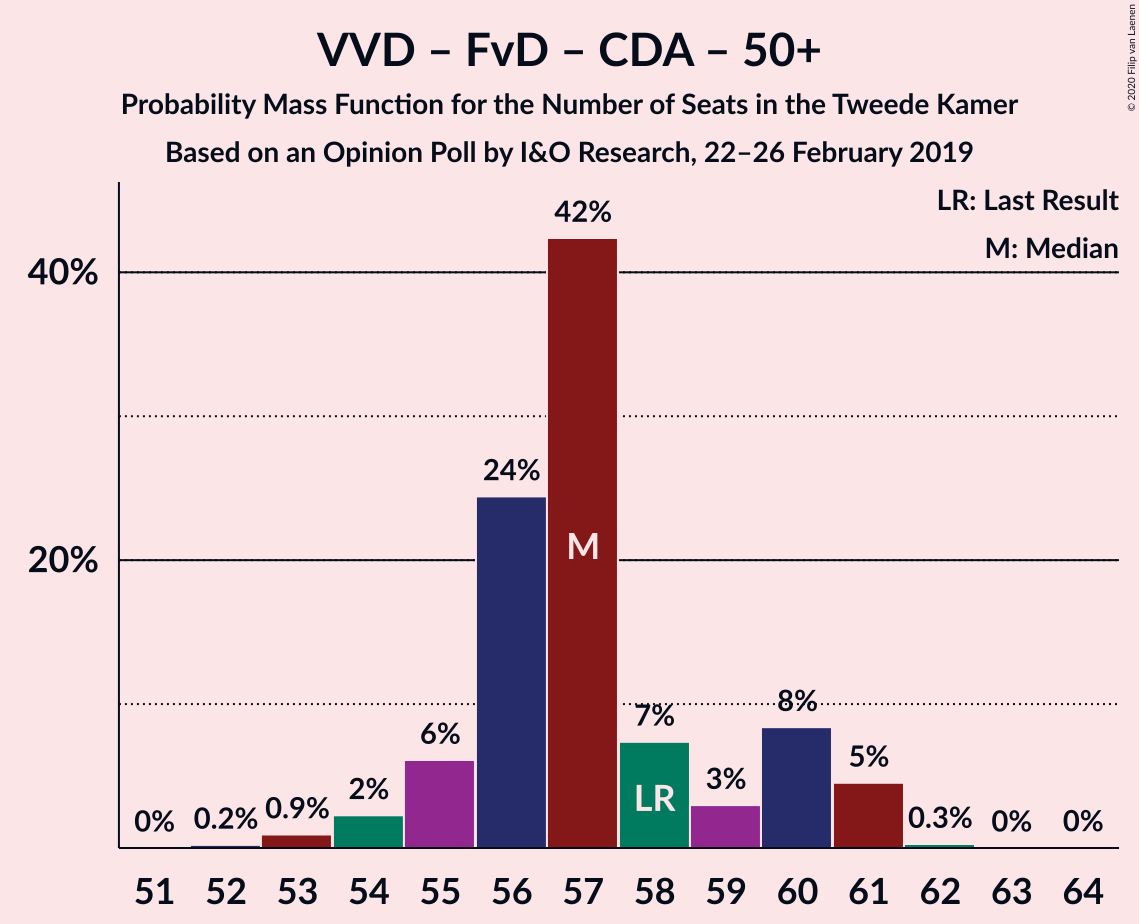 VVD – FvD – CDA – 50+
Probability Mass Function for the Number of Seats in the Tweede Kamer
Based on an Opinion Poll by I&O Research, 22–26 February 2019
© 2020 Filip van Laenen
LR: Last Result
M: Median
40%
20%
0%
0.2%
0.9%
2%
6%
24%
42%
7%
3%
8%
5%
0.3%
0%
0%
M
LR
51 52 53 54 55 56 57 58 59 60 61 62 63 64